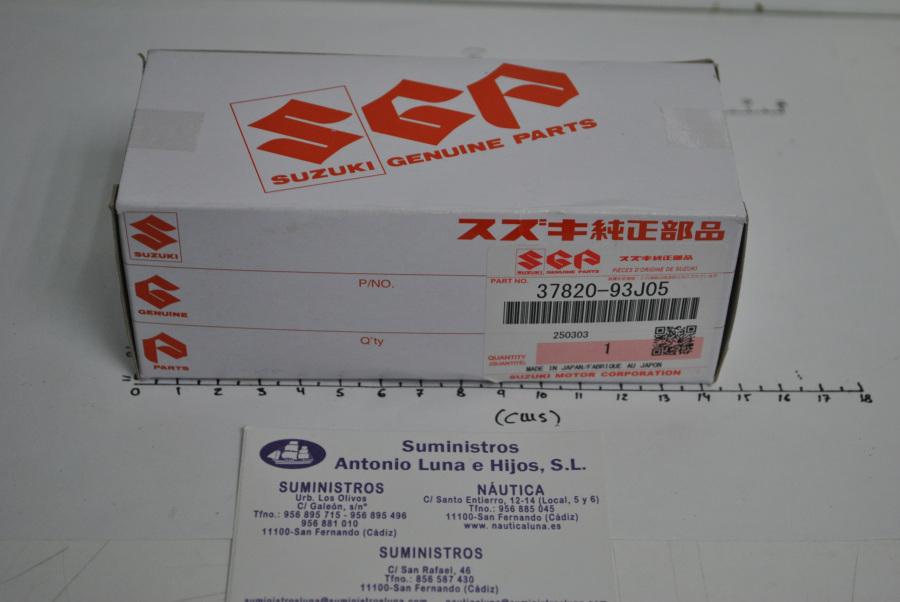 SGP
SUZUKI GENUINE PARTS
スズキ純正部品
SUZUKI
SGP スズキ純正部品
SUZUKI GENUINE PARTS PIÈCES D'ORIGINE DE SUZUKI
P/NO.
PART NO.
37820-93J05
GENUINE
250303
Q'ty
QUANTITY
(QUANTITÉ)
1
PARTS
MADE IN JAPAN/FABRIQUE AU JAPON
SUZUKI MOTOR CORPORATION
0 1 2 3 4 5 6 7 8 9 10 11 12 13 14 15 16 17 18
(cms)
Suministros
Antonio Luna e Hijos, S.L.
SUMINISTROS
Urb. Los Olivos
C/ Galeón, s/nº
Tfno.: 956 895 715 - 956 895 496
956 881 010
11100-San Fernando (Cádiz)
NÁUTICA
C/ Santo Entierro, 12-14 (Local, 5 y 6)
Tfno.: 956 885 045
11100-San Fernando (Cádiz)
www. nauticaluna.es
SUMINISTROS
C/ San Rafael, 46
Tfno.: 856 587 430
11100-San Fernando (Cádiz)